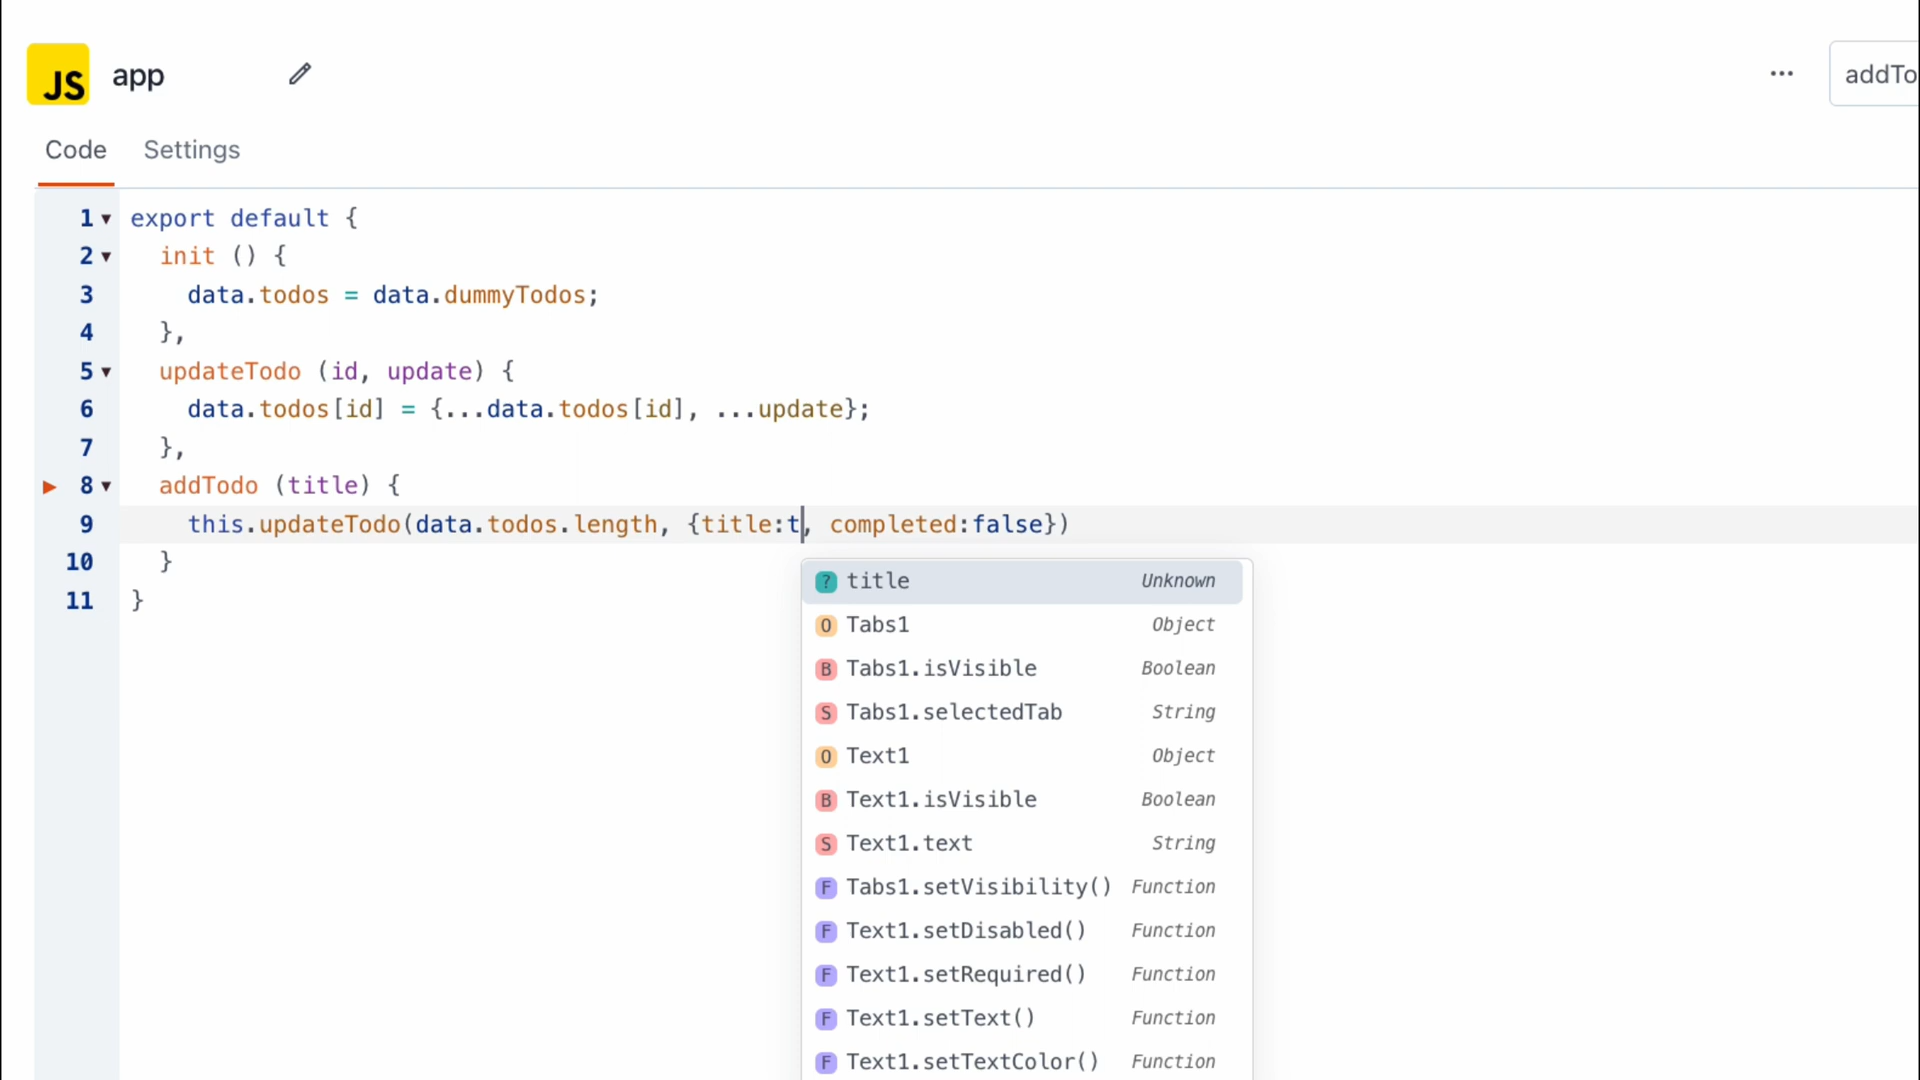 JS app ... addTo
Code Settings
1 export default {
2 init () {
3 data.todos = data.dummyTodos;
4 },
5 updateTodo (id, update) {
6 data.todos[id] = {...data.todos[id], ...update};
7 },
8 addTodo (title) {
9 this.updateTodo(data.todos.length, {title:t, completed:false})
10 }
11 }
? title Unknown
O Tabs1 Object
B Tabs1.isVisible Boolean
S Tabs1.selectedTab String
O Text1 Object
B Text1.isVisible Boolean
S Text1.text String
F Tabs1.setVisibility() Function
F Text1.setDisabled() Function
F Text1.setRequired() Function
F Text1.setText() Function
F Text1.setTextColor() Function